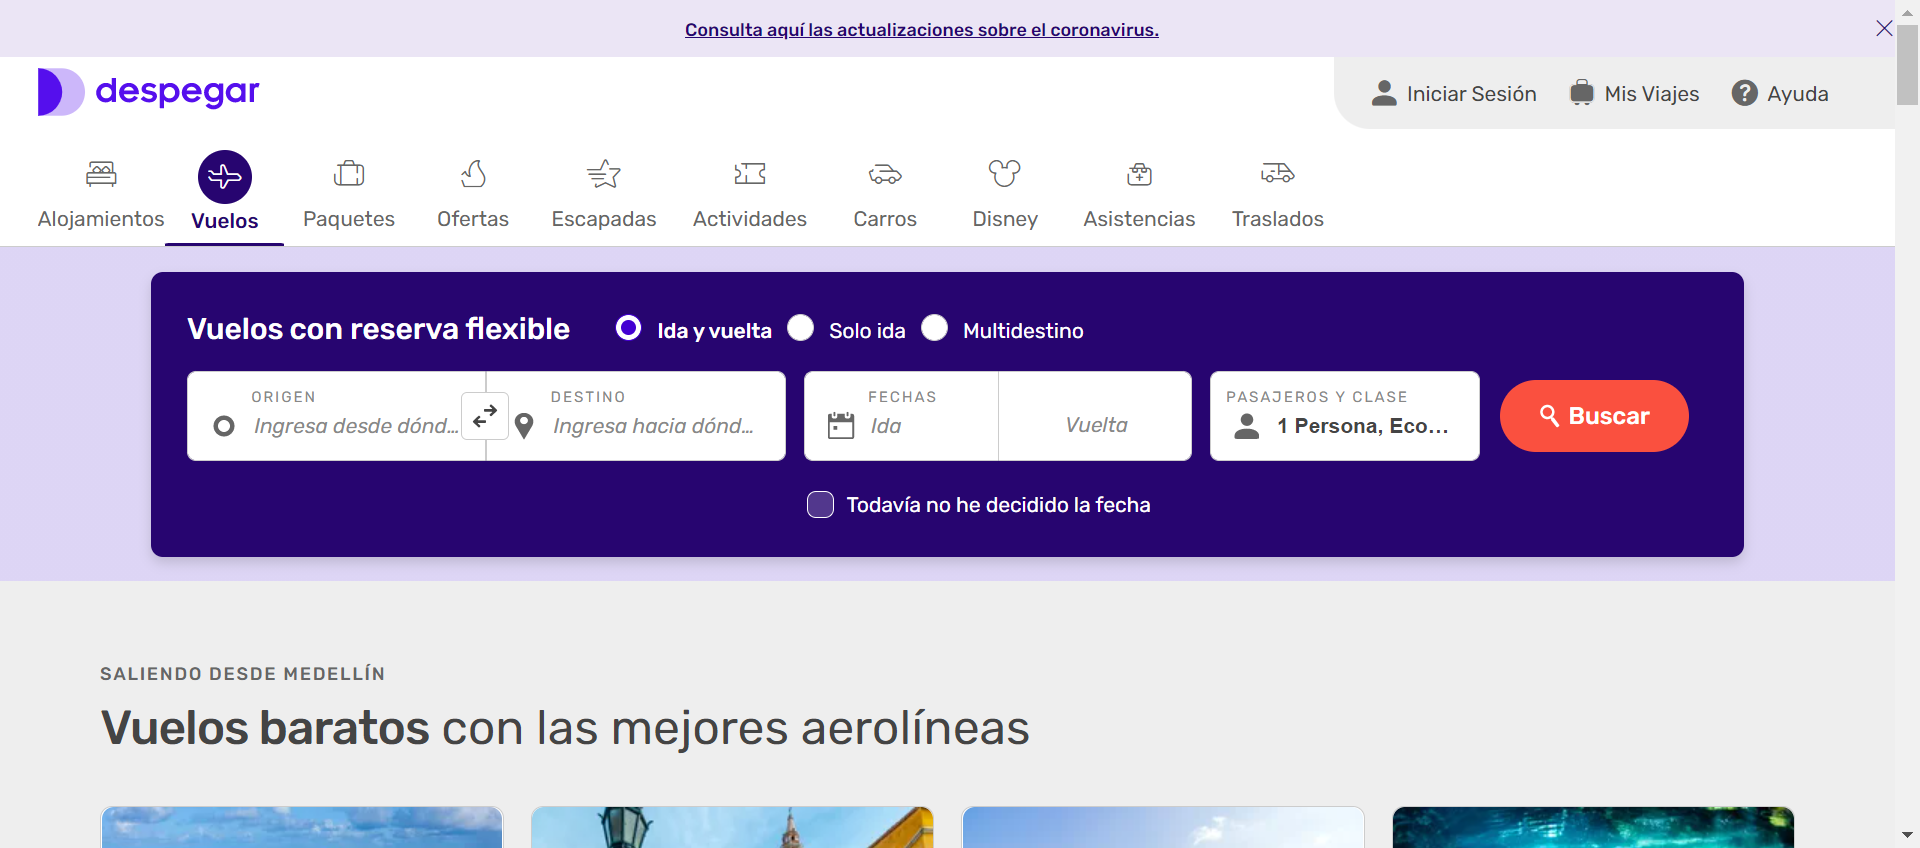 Consulta aquí las actualizaciones sobre el coronavirus.
despegar
Iniciar Sesión
Mis Viajes
Ayuda
Alojamientos
Vuelos
Paquetes
Ofertas
Escapadas
Actividades
Carros
Disney
Asistencias
Traslados
Vuelos con reserva flexible
Ida y vuelta
Solo ida
Multidestino
ORIGEN
Ingresa desde dónd...
DESTINO
Ingresa hacia dónd...
FECHAS
Ida
Vuelta
PASAJEROS Y CLASE
1 Persona, Eco...
Buscar
Todavía no he decidido la fecha
SALIENDO DESDE MEDELLÍN
Vuelos baratos con las mejores aerolíneas